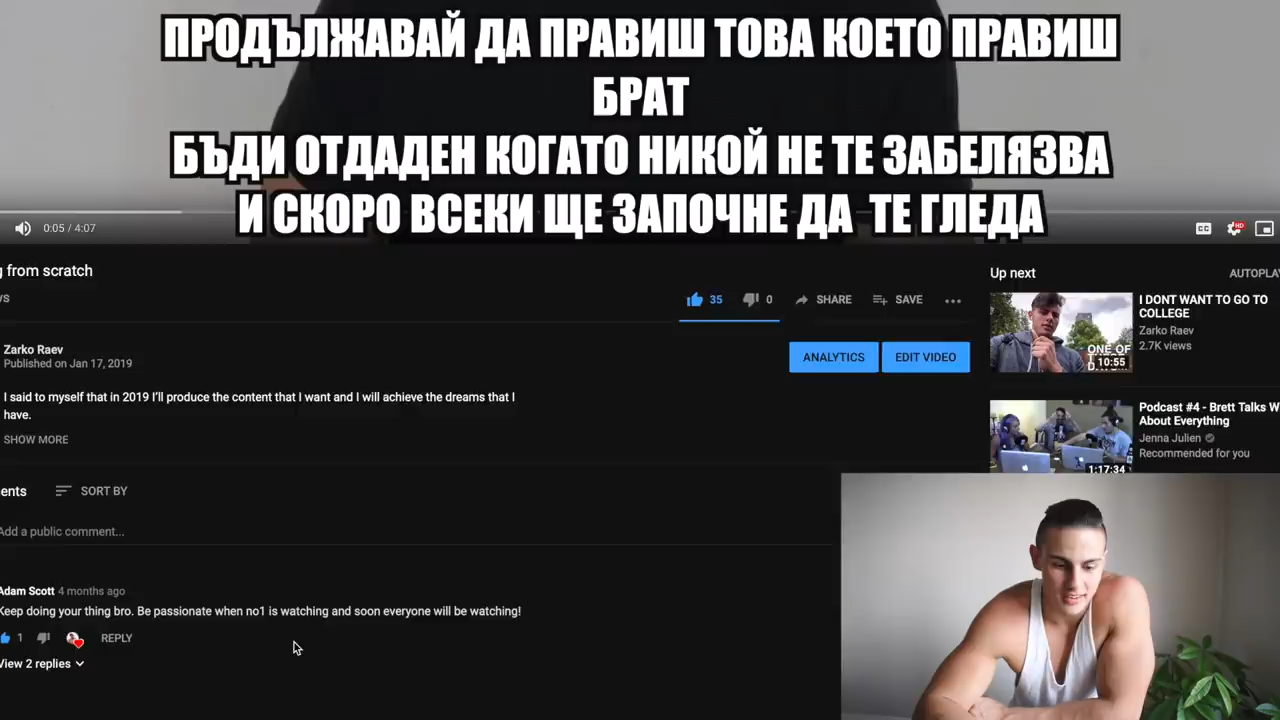 ПРОДЪЛЖАВАЙ ДА ПРАВИШ ТОВА КОЕТО ПРАВИШ
БРАТ
БЪДИ ОТДАДЕН КОГАТО НИКОЙ НЕ ТЕ ЗАБЕЛЯЗВА
И СКОРО ВСЕКИ ЩЕ ЗАПОЧНЕ ДА ТЕ ГЛЕДА
0:05 / 4:07
CC
HD
from scratch
35
0
SHARE
SAVE
Zarko Raev
Published on Jan 17, 2019
ANALYTICS
EDIT VIDEO
I said to myself that in 2019 I'll produce the content that I want and I will achieve the dreams that I
have.
SHOW MORE
SORT BY
Add a public comment...
Adam Scott 4 months ago
Keep doing your thing bro. Be passionate when no1 is watching and soon everyone will be watching!
1
REPLY
View 2 replies
Up next
AUTOPLAY
I DONT WANT TO GO TO
COLLEGE
Zarko Raev
2.7K views
ONE OF
10:55
Podcast #4 - Brett Talks W
About Everything
Jenna Julien
Recommended for you
1:17:34